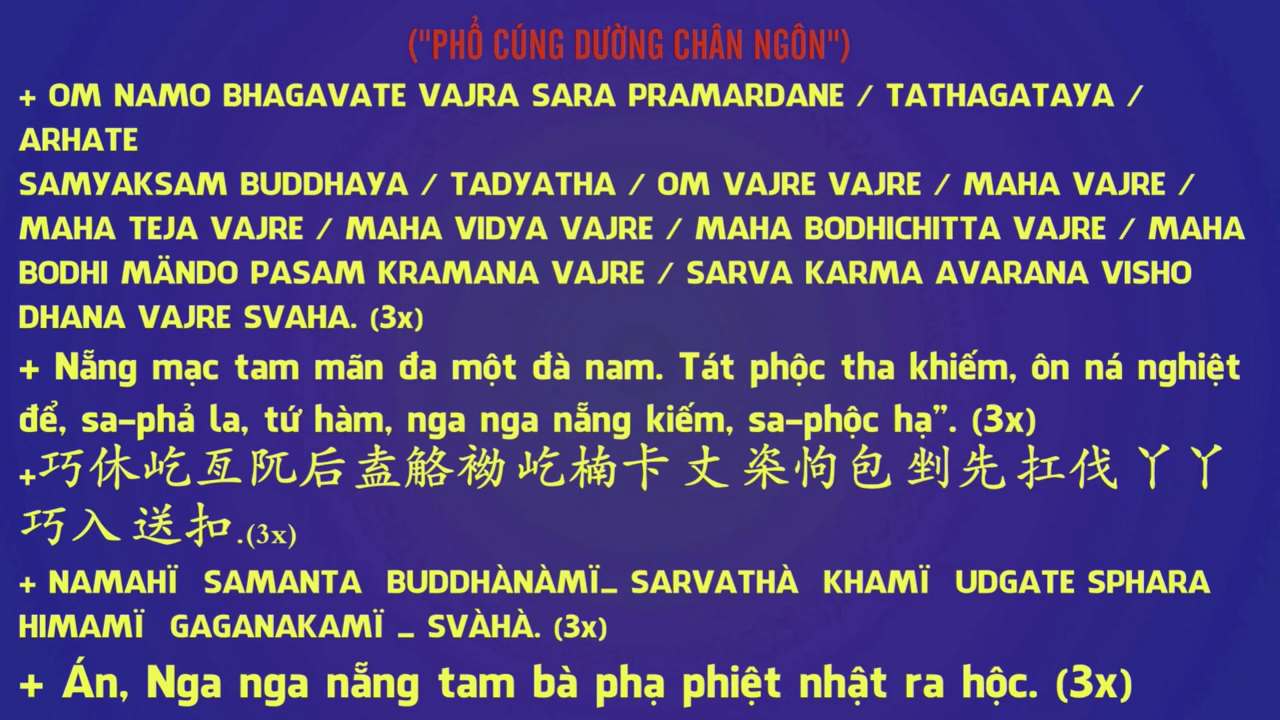 ("PHỔ CÚNG DƯỜNG CHÂN NGÔN")
+ OM NAMO BHAGAVATE VAJRA SARA PRAMARDANE / TATHAGATAYA /
ARHATE
SAMYAKSAM BUDDHAYA / TADYATHA / OM VAJRE VAJRE / MAHA VAJRE /
MAHA TEJA VAJRE / MAHA VIDYA VAJRE / MAHA BODHICHITTA VAJRE / MAHA
BODHI MÄNDO PASAM KRAMANA VAJRE / SARVA KARMA AVARANA VISHO
DHANA VAJRE SVAHA. (3x)
+ Nẵng mạc tam mãn đa một đà nam. Tát phộc tha khiếm, ôn ná nghiệt
để, sa-phả la, tứ hàm, nga nga nẵng kiếm, sa-phộc hạ”. (3x)
+巧休屹亙阢后盍觡袎屹楠卡丈栥怐包剉先扛伐丫丫
巧入送扣.(3x)
+ NAMAHÏ SAMANTA BUDDHÀNÀMÏ_ SARVATHÀ KHAMÏ UDGATE SPHARA
HIMAMÏ GAGANAKAMÏ _ SVÀHÀ. (3x)
+ Án, Nga nga nẵng tam bà phạ phiệt nhật ra hộc. (3x)